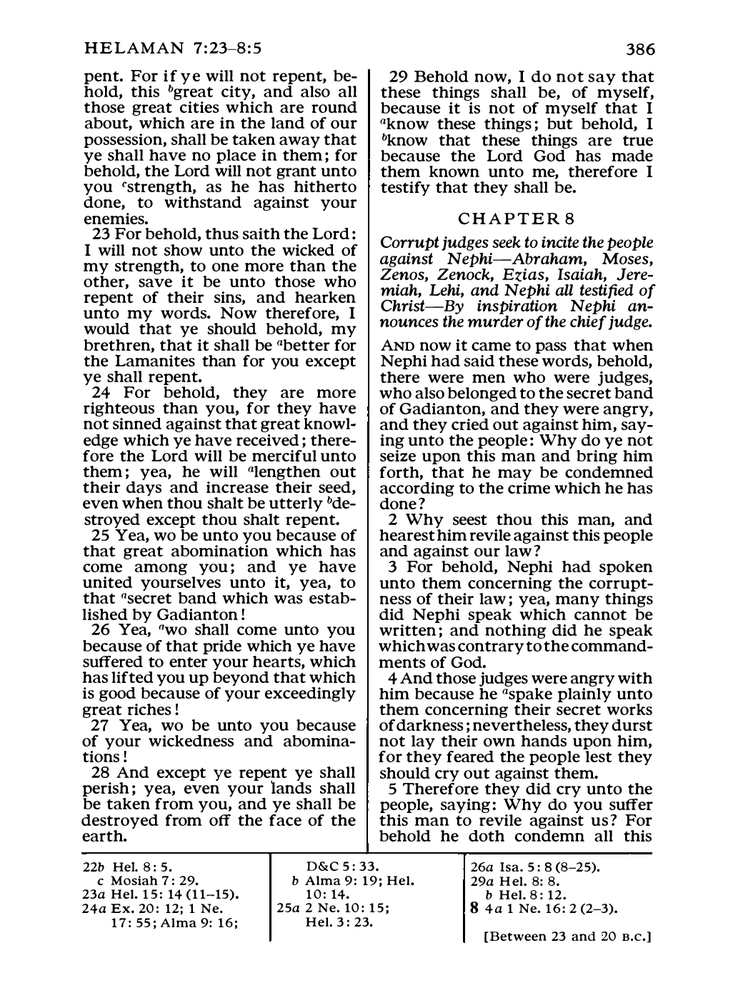 HELAMAN 7:23–8:5
386
pent. For if ye will not repent, be-
hold, this ᵇgreat city, and also all
those great cities which are round
about, which are in the land of our
possession, shall be taken away that
ye shall have no place in them; for
behold, the Lord will not grant unto
you ᶜstrength, as he has hitherto
done, to withstand against your
enemies.
23 For behold, thus saith the Lord:
I will not show unto the wicked of
my strength, to one more than the
other, save it be unto those who
repent of their sins, and hearken
unto my words. Now therefore, I
would that ye should behold, my
brethren, that it shall be ᵃbetter for
the Lamanites than for you except
ye shall repent.
24 For behold, they are more
righteous than you, for they have
not sinned against that great knowl-
edge which ye have received; there-
fore the Lord will be merciful unto
them; yea, he will ᵃlengthen out
their days and increase their seed,
even when thou shalt be utterly ᵇde-
stroyed except thou shalt repent.
25 Yea, wo be unto you because of
that great abomination which has
come among you; and ye have
united yourselves unto it, yea, to
that ᵃsecret band which was estab-
lished by Gadianton!
26 Yea, ᵃwo shall come unto you
because of that pride which ye have
suffered to enter your hearts, which
has lifted you up beyond that which
is good because of your exceedingly
great riches!
27 Yea, wo be unto you because
of your wickedness and abomina-
tions!
28 And except ye repent ye shall
perish; yea, even your lands shall
be taken from you, and ye shall be
destroyed from off the face of the
earth.
29 Behold now, I do not say that
these things shall be, of myself,
because it is not of myself that I
ᵃknow these things; but behold, I
ᵇknow that these things are true
because the Lord God has made
them known unto me, therefore I
testify that they shall be.
CHAPTER 8
Corrupt judges seek to incite the people
against Nephi—Abraham, Moses,
Zenos, Zenock, Ezias, Isaiah, Jere-
miah, Lehi, and Nephi all testified of
Christ—By inspiration Nephi an-
nounces the murder of the chief judge.
AND now it came to pass that when
Nephi had said these words, behold,
there were men who were judges,
who also belonged to the secret band
of Gadianton, and they were angry,
and they cried out against him, say-
ing unto the people: Why do ye not
seize upon this man and bring him
forth, that he may be condemned
according to the crime which he has
done?
2 Why seest thou this man, and
hearest him revile against this people
and against our law?
3 For behold, Nephi had spoken
unto them concerning the corrupt-
ness of their law; yea, many things
did Nephi speak which cannot be
written; and nothing did he speak
which was contrary to the command-
ments of God.
4 And those judges were angry with
him because he ᵃspake plainly unto
them concerning their secret works
of darkness; nevertheless, they durst
not lay their own hands upon him,
for they feared the people lest they
should cry out against them.
5 Therefore they did cry unto the
people, saying: Why do you suffer
this man to revile against us? For
behold he doth condemn all this
22b Hel. 8: 5.
c Mosiah 7: 29.
23a Hel. 15: 14 (11–15).
24a Ex. 20: 12; 1 Ne.
17: 55; Alma 9: 16;
D&C 5: 33.
b Alma 9: 19; Hel.
10: 14.
25a 2 Ne. 10: 15;
Hel. 3: 23.
26a Isa. 5: 8 (8–25).
29a Hel. 8: 8.
b Hel. 8: 12.
8 4a 1 Ne. 16: 2 (2–3).
[Between 23 and 20 B.C.]